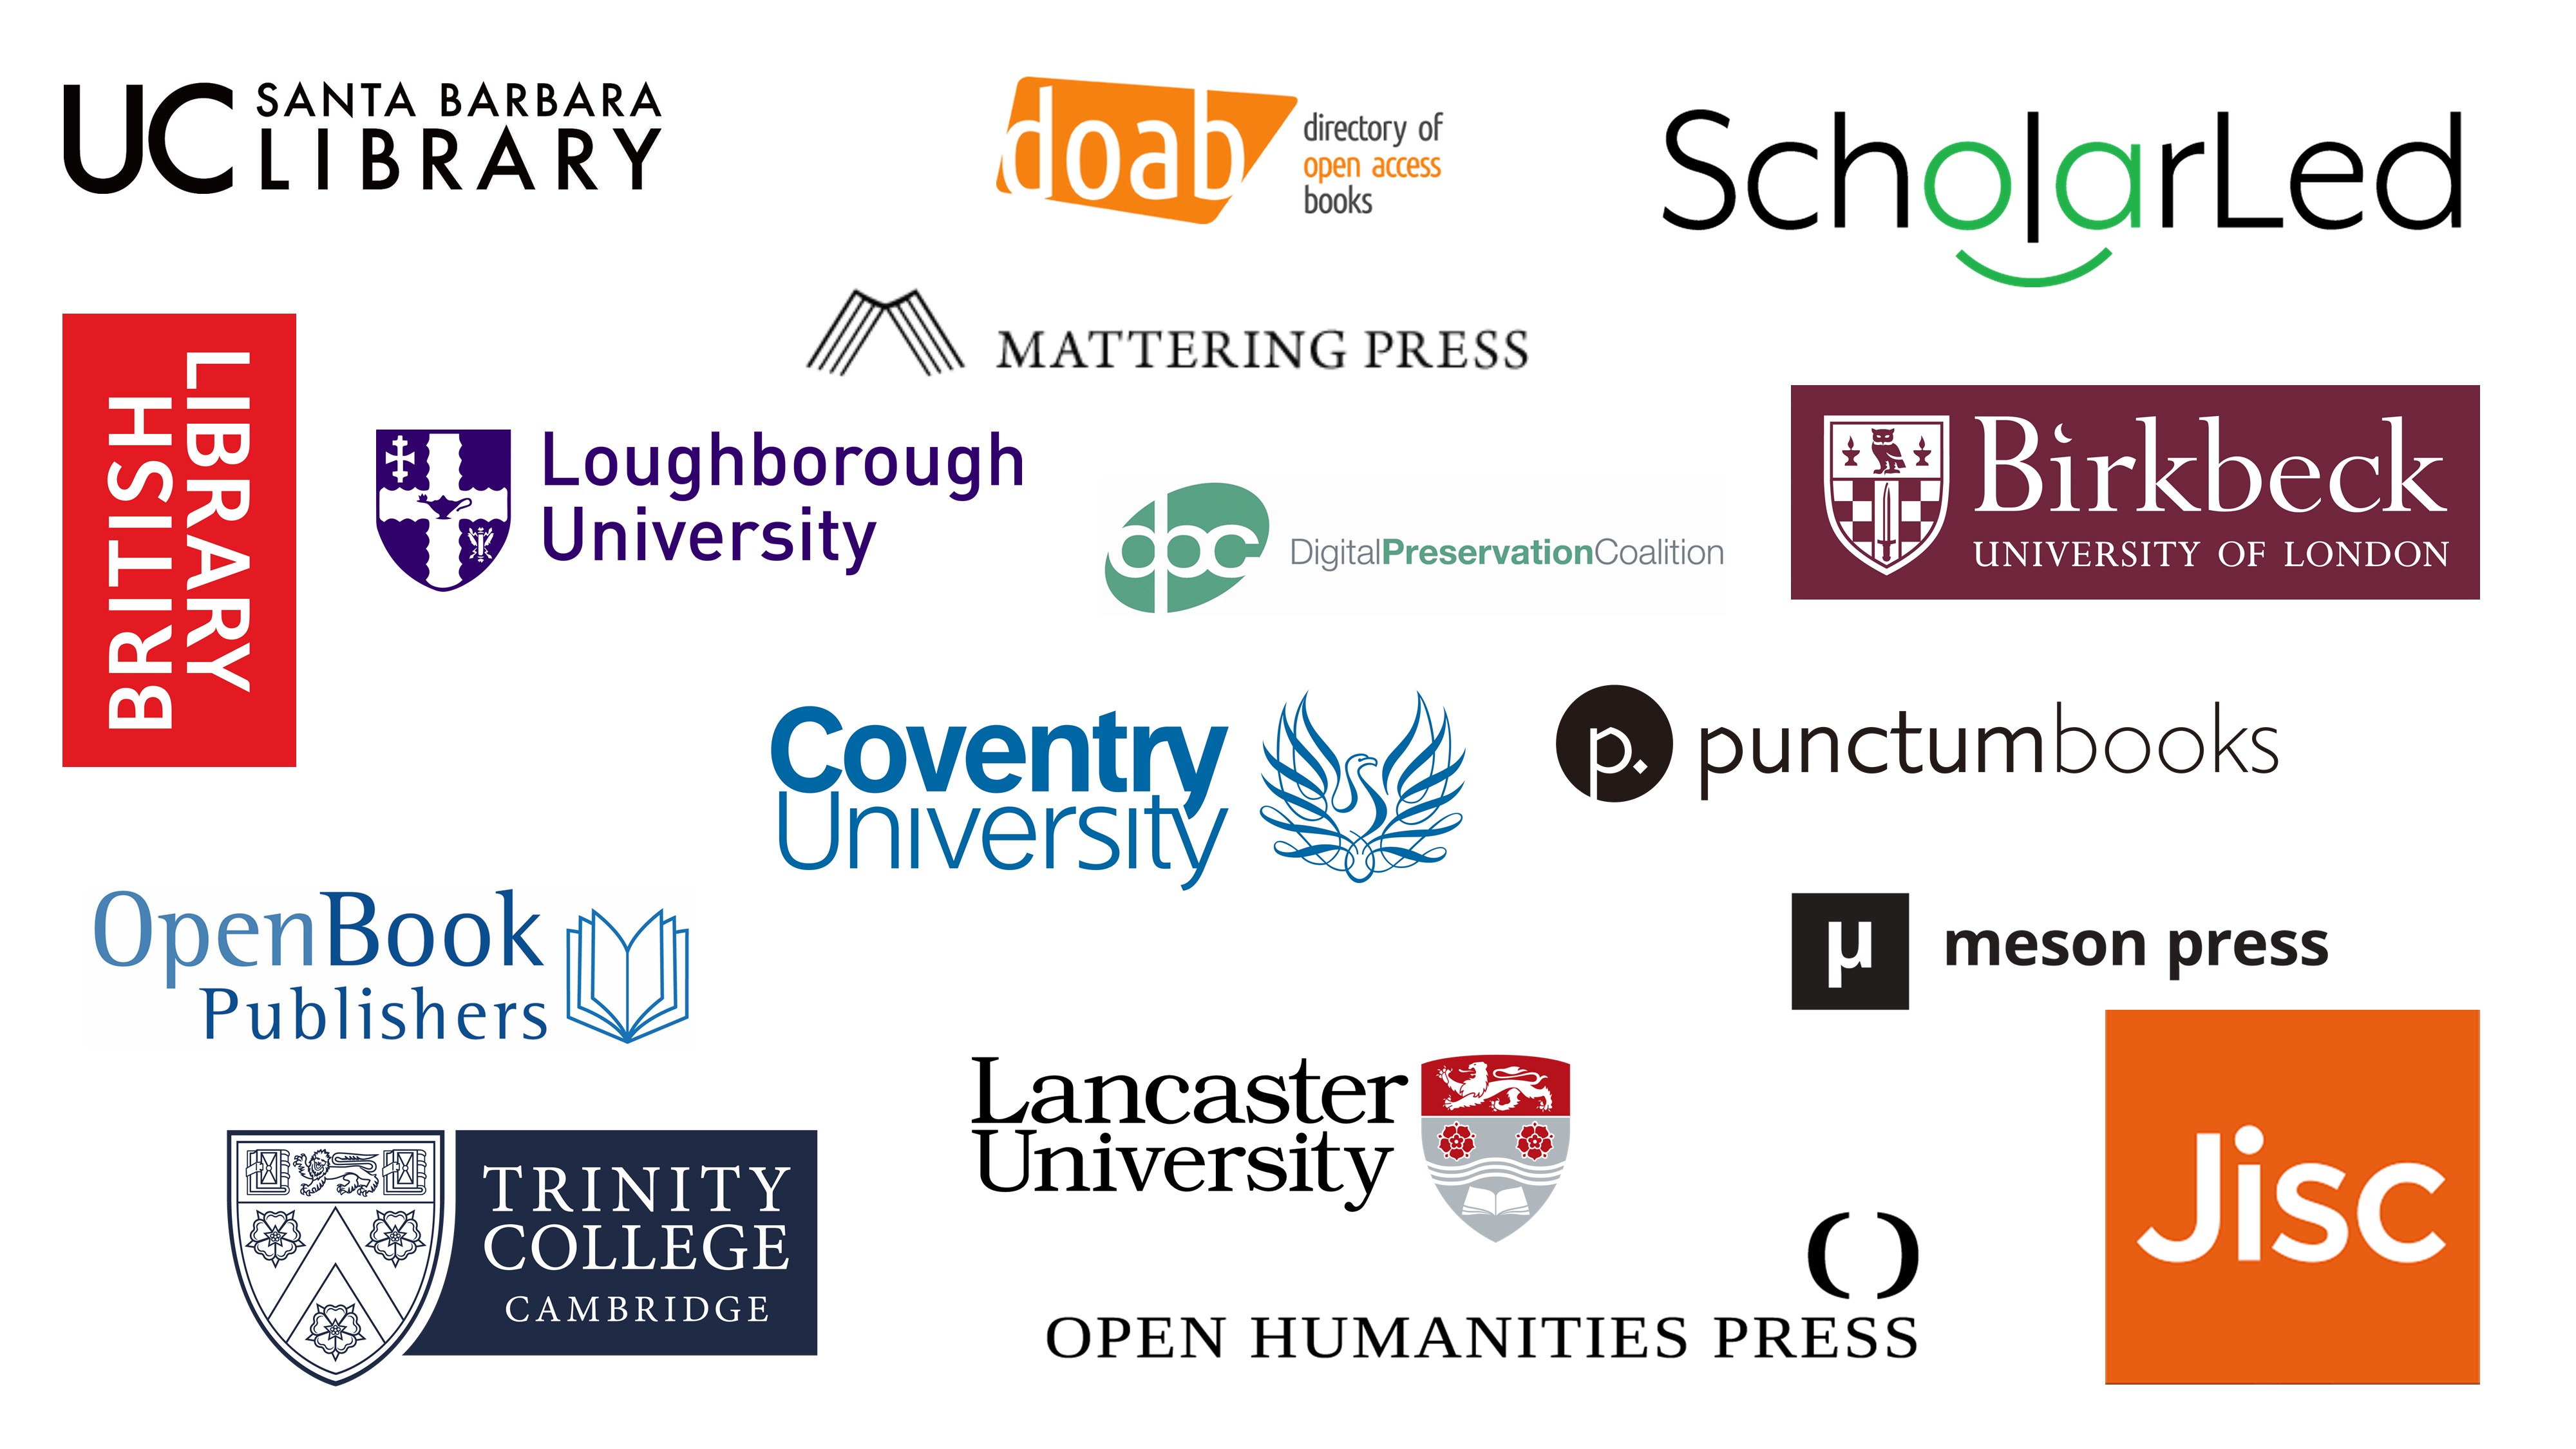 UC SANTA BARBARA
LIBRARY
doab
directory of
open access
books
ScholarLed
MATTERING PRESS
BRITISH
LIBRARY
Loughborough
University
dpc
DigitalPreservationCoalition
Birkbeck
UNIVERSITY OF LONDON
Coventry
University
p.
punctumbooks
OpenBook
Publishers
µ
meson press
Lancaster
University
TRINITY
COLLEGE
CAMBRIDGE
OPEN HUMANITIES PRESS
Jisc